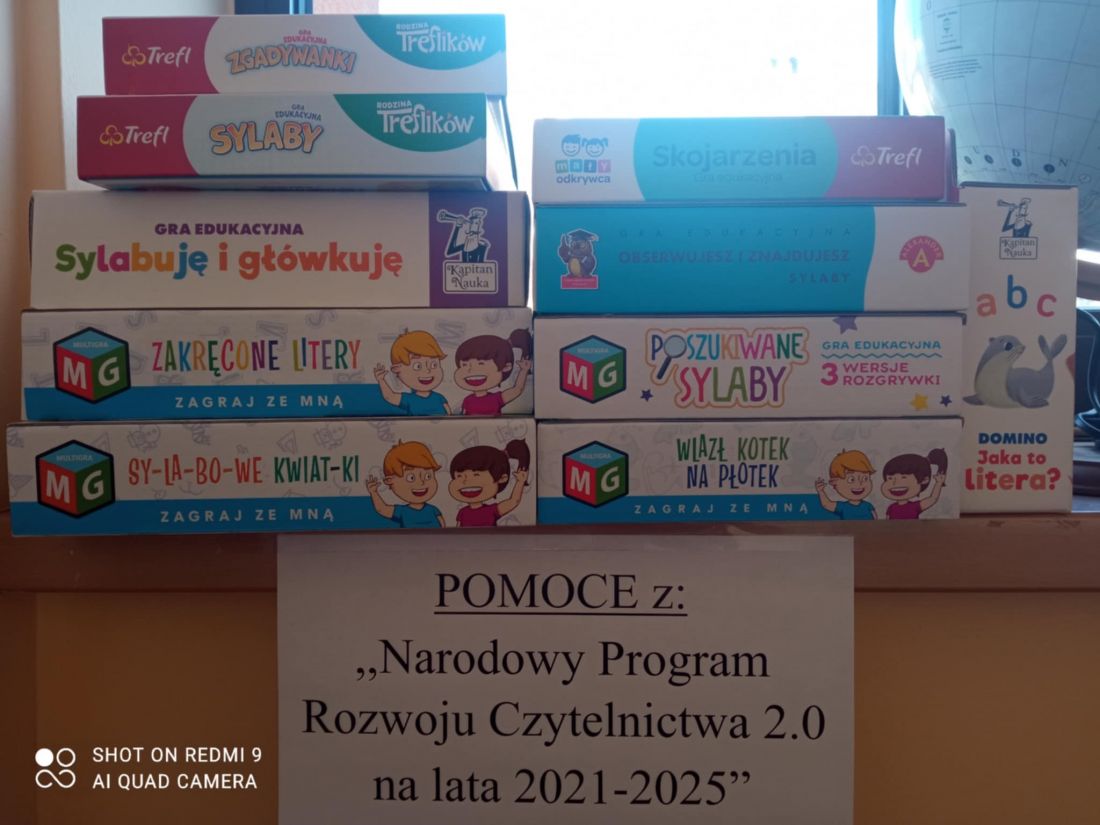 Trefl
GRA EDUKACYJNA
ZGADYWANKI
RODZINA
Treflików
Trefl
GRA EDUKACYJNA
SYLABY
RODZINA
Treflików
GRA EDUKACYJNA
Sylabuję i główkuję
Kapitan
Nauka
MULTIGRA
MG
ZAKRĘCONE LITERY
ZAGRAJ ZE MNĄ
MULTIGRA
MG
SY-LA-BO-WE KWIAT-KI
ZAGRAJ ZE MNĄ
mały
odkrywca
Skojarzenia
Gra edukacyjna
Trefl
GRA EDUKACYJNA
OBSERWUJESZ I ZNAJDUJESZ
SYLABY
ALEXANDER
A
MULTIGRA
MG
POSZUKIWANE
SYLABY
GRA EDUKACYJNA
3 WERSJE
ROZGRYWKI
MULTIGRA
MG
WLAZŁ KOTEK
NA PŁOTEK
ZAGRAJ ZE MNĄ
Kapitan
Nauka
a b c
DOMINO
Jaka to
litera?
POMOCE z:
,,Narodowy Program
Rozwoju Czytelnictwa 2.0
na lata 2021-2025”
SHOT ON REDMI 9
AI QUAD CAMERA